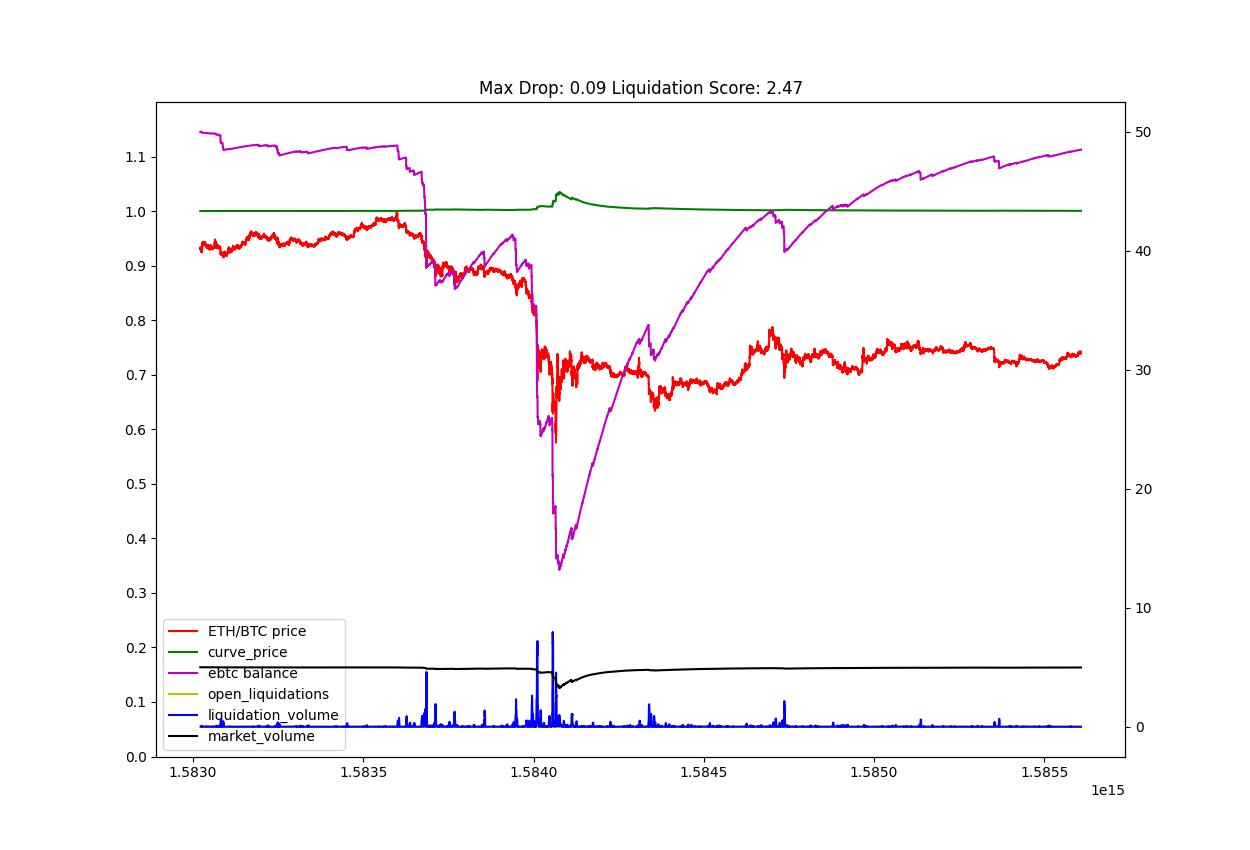 Max Drop: 0.09 Liquidation Score: 2.47
1.1
1.0
0.9
0.8
0.7
0.6
0.5
0.4
0.3
0.2
0.1
0.0
50
40
30
20
10
0
ETH/BTC price
curve_price
ebtc balance
open_liquidations
liquidation_volume
market_volume
1.5830 1.5835 1.5840 1.5845 1.5850 1.5855
1e15